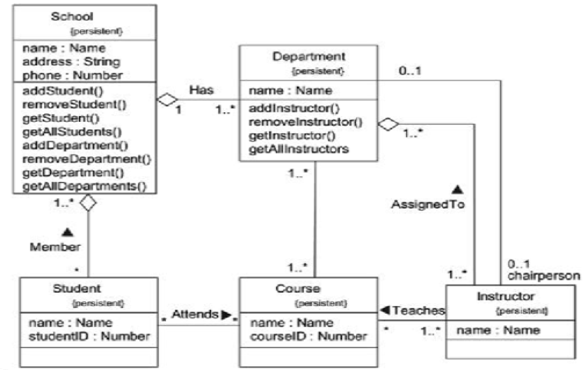 School
{persistent}
name : Name
address : String
phone : Number
addStudent()
removeStudent()
getStudent()
getAllStudents()
addDepartment()
removeDepartment()
getDepartment()
getAllDepartments()
Has
1
1..*
Department
{persistent}
name : Name
addInstructor()
removeInstructor()
getInstructor()
getAllInstructors
0..1
1..*
1..*
AssignedTo
1..*
Member
*
1..*
1..*
0..1
chairperson
Student
{persistent}
name : Name
studentID : Number
* Attends *
Course
{persistent}
name : Name
courseID : Number
Teaches
* 1..*
Instructor
{persistent}
name : Name